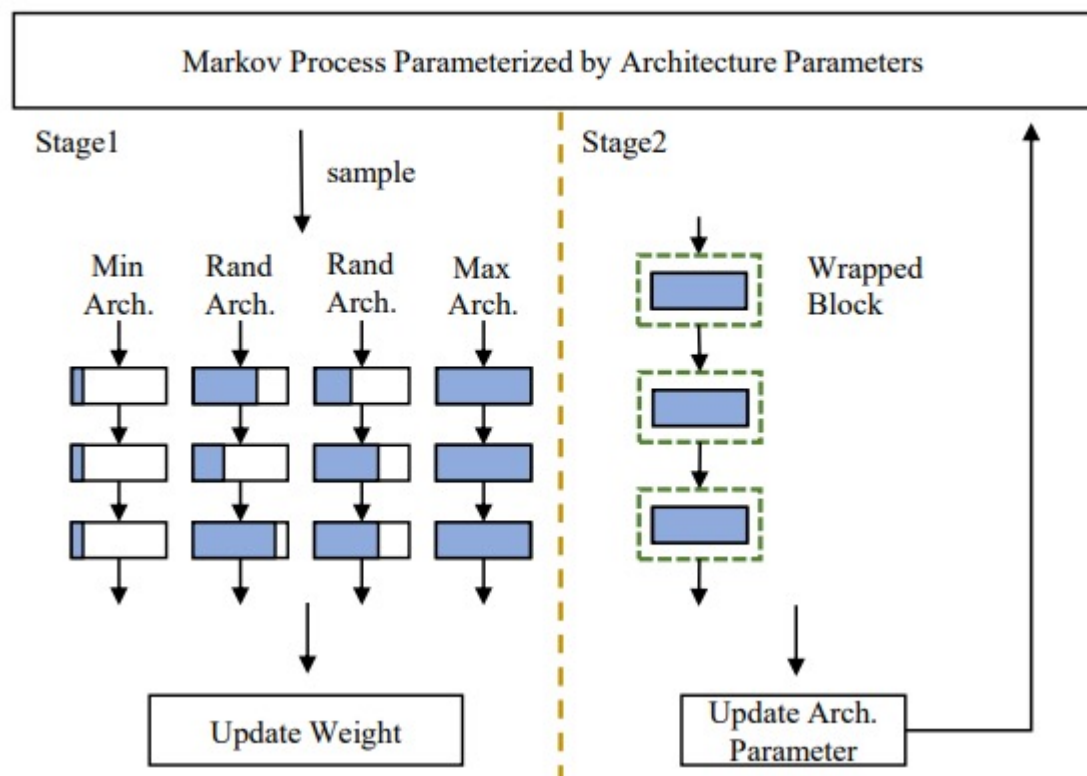 Markov Process Parameterized by Architecture Parameters
Stage1
sample
Min
Arch.
Rand
Arch.
Rand
Arch.
Max
Arch.
Update Weight
Stage2
Wrapped
Block
Update Arch.
Parameter